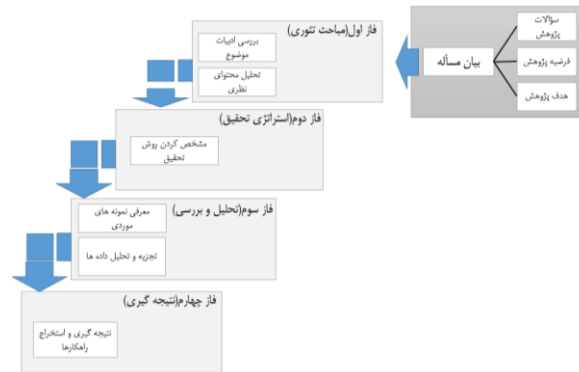 سؤالات
پژوهش
بیان مسأله
فرضیه پژوهش
هدف پژوهش
فاز اول(مباحث تئوری)
بررسی ادبیات
موضوع
تحلیل محتوای
نظری
فاز دوم(استراتژی تحقیق)
مشخص کردن روش
تحقیق
فاز سوم(تحلیل و بررسی)
معرفی نمونه های
موردی
تجزیه و تحلیل داده ها
فاز چهارم(نتیجه گیری)
نتیجه گیری و استخراج
راهکارها